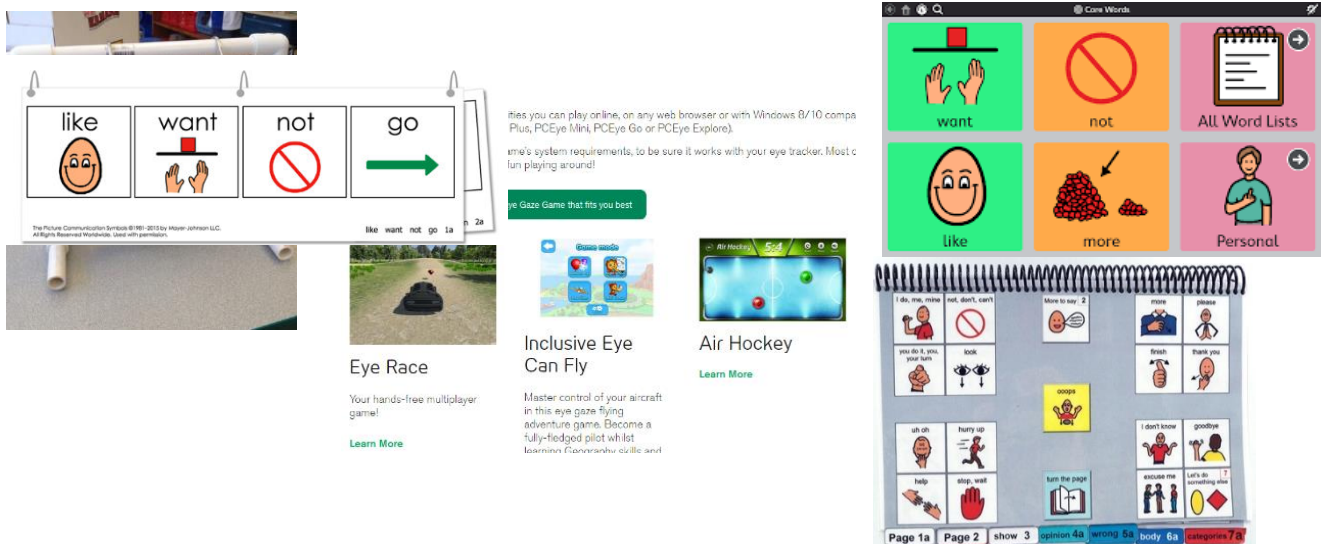 like want not go
The Picture Communication Symbols ©1981-2013 by Mayer-Johnson LLC.
All Rights Reserved Worldwide. Used with permission.
like want not go 1a
2a
ities you can play online, on any web browser or with Windows 8/10 compa
Plus, PCEye Mini, PCEye Go or PCEye Explore).
ame's system requirements, to be sure it works with your eye tracker. Most
fun playing around!
ye Gaze Game that fits you best
Eye Race
Your hands-free multiplayer
game!
Learn More
Game mode
Inclusive Eye
Can Fly
Master control of your aircraft
in this eye gaze flying
adventure game. Become a
fully-fledged pilot whilst
learning Geography skills and
Air Hockey 5:4
Air Hockey
Learn More
Core Words
want not All Word Lists
like more Personal
I do, me, mine not, don't, can't
you do it, you,
your turn
look
uh oh hurry up
help stop, wait
More to say 2
ooops
turn the page
more please
finish thank you
I don't know goodbye
excuse me
Let's do
something else
7
Page 1a Page 2 show 3 opinion 4a wrong 5a body 6a categories 7a